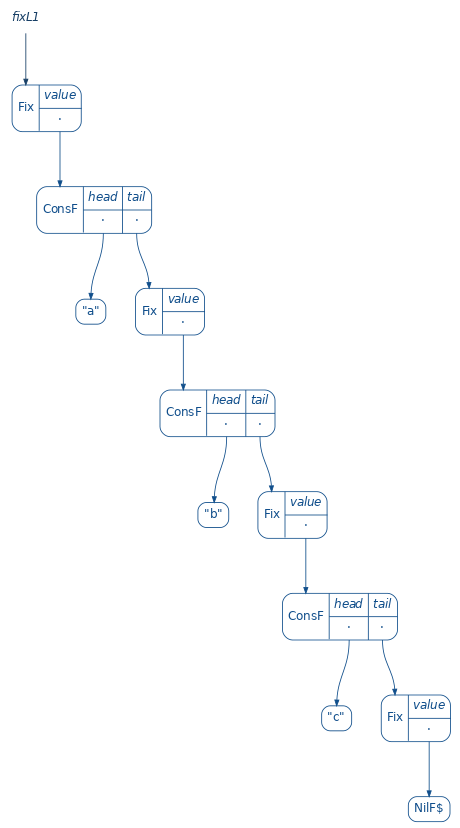 fixL1
Fix value
.
ConsF head tail
. .
"a"
Fix value
.
ConsF head tail
. .
"b"
Fix value
.
ConsF head tail
. .
"c"
Fix value
.
NilF$